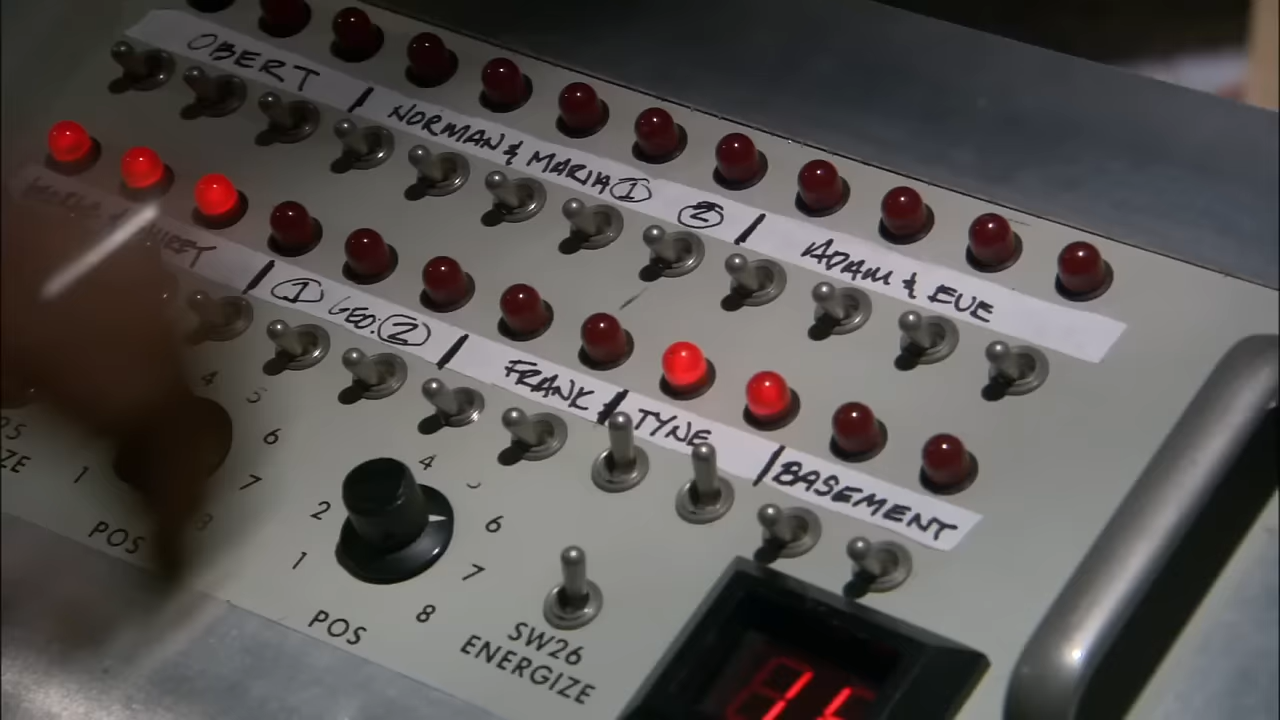 OBERT | NORMAN & MARIA ① ② | ADAM & EVE
| ① GEO: ② | FRANK | TYNE | BASEMENT
4
5
6
1 7
POS
4
2 6
1 7
POS 8
SW26
ENERGIZE